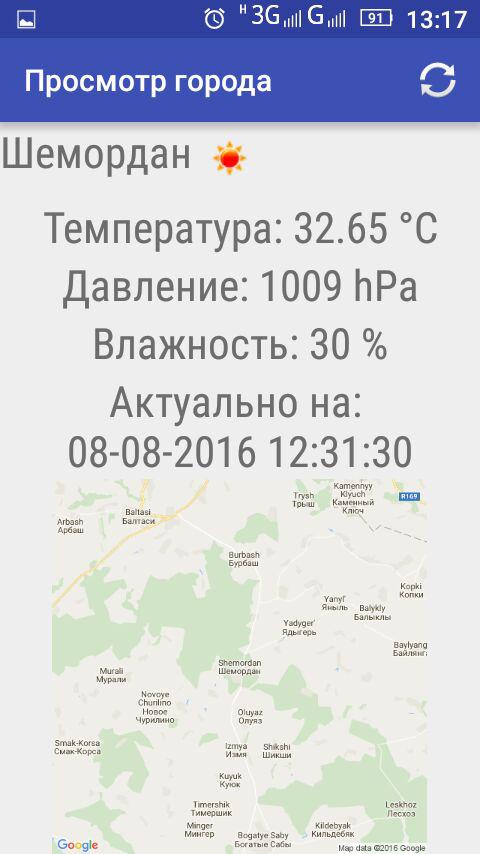 H 3G G 91 13:17
Просмотр города
Шемордан
Температура: 32.65 °C
Давление: 1009 hPa
Влажность: 30 %
Актуально на:
08-08-2016 12:31:30
Kamennyy
Klyuch
Каменный
Ключ
Trysh
Трыш
R169
Baltasi
Балтаси
Arbash
Арбаш
Burbash
Бурбаш
Kopki
Копки
Yanyl'
Яныль
Balykly
Балыклы
Yadyger'
Ядыгерь
Baylyang
Байлянга
Shemordan
Шемордан
Murali
Мурали
Novoye
Churilino
Новое
Чурилино
Oluyaz
Олуяз
Smak-Korsa
Смак-Корса
Izmya
Измя
Shikshi
Шикши
Kuyuk
Куюк
Timershik
Тимершик
Leskhoz
Лесхоз
Minger
Мингер
Kildebyak
Кильдебяк
Bogatye Saby
Богатые Сабы
Google
Map data ©2016 Google